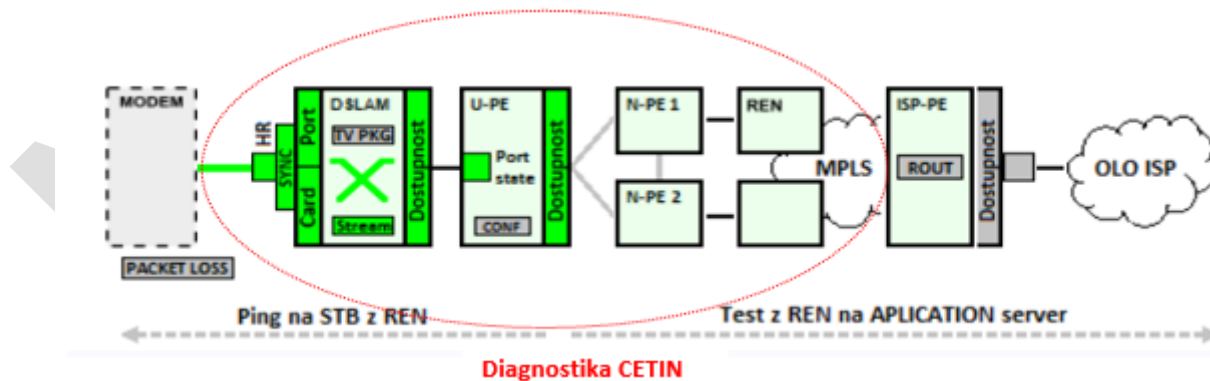 MODEM
PACKET LOSS
HR
SYNC
Port
Card
DSLAM
TV PKG
Stream
Dostupnost
U-PE
Port
state
CONF
Dostupnost
N-PE 1
N-PE 2
REN
MPLS
ISP-PE
ROUT
Dostupnost
OLO ISP
Ping na STB z REN
Test z REN na APLICATION server
Diagnostika CETIN